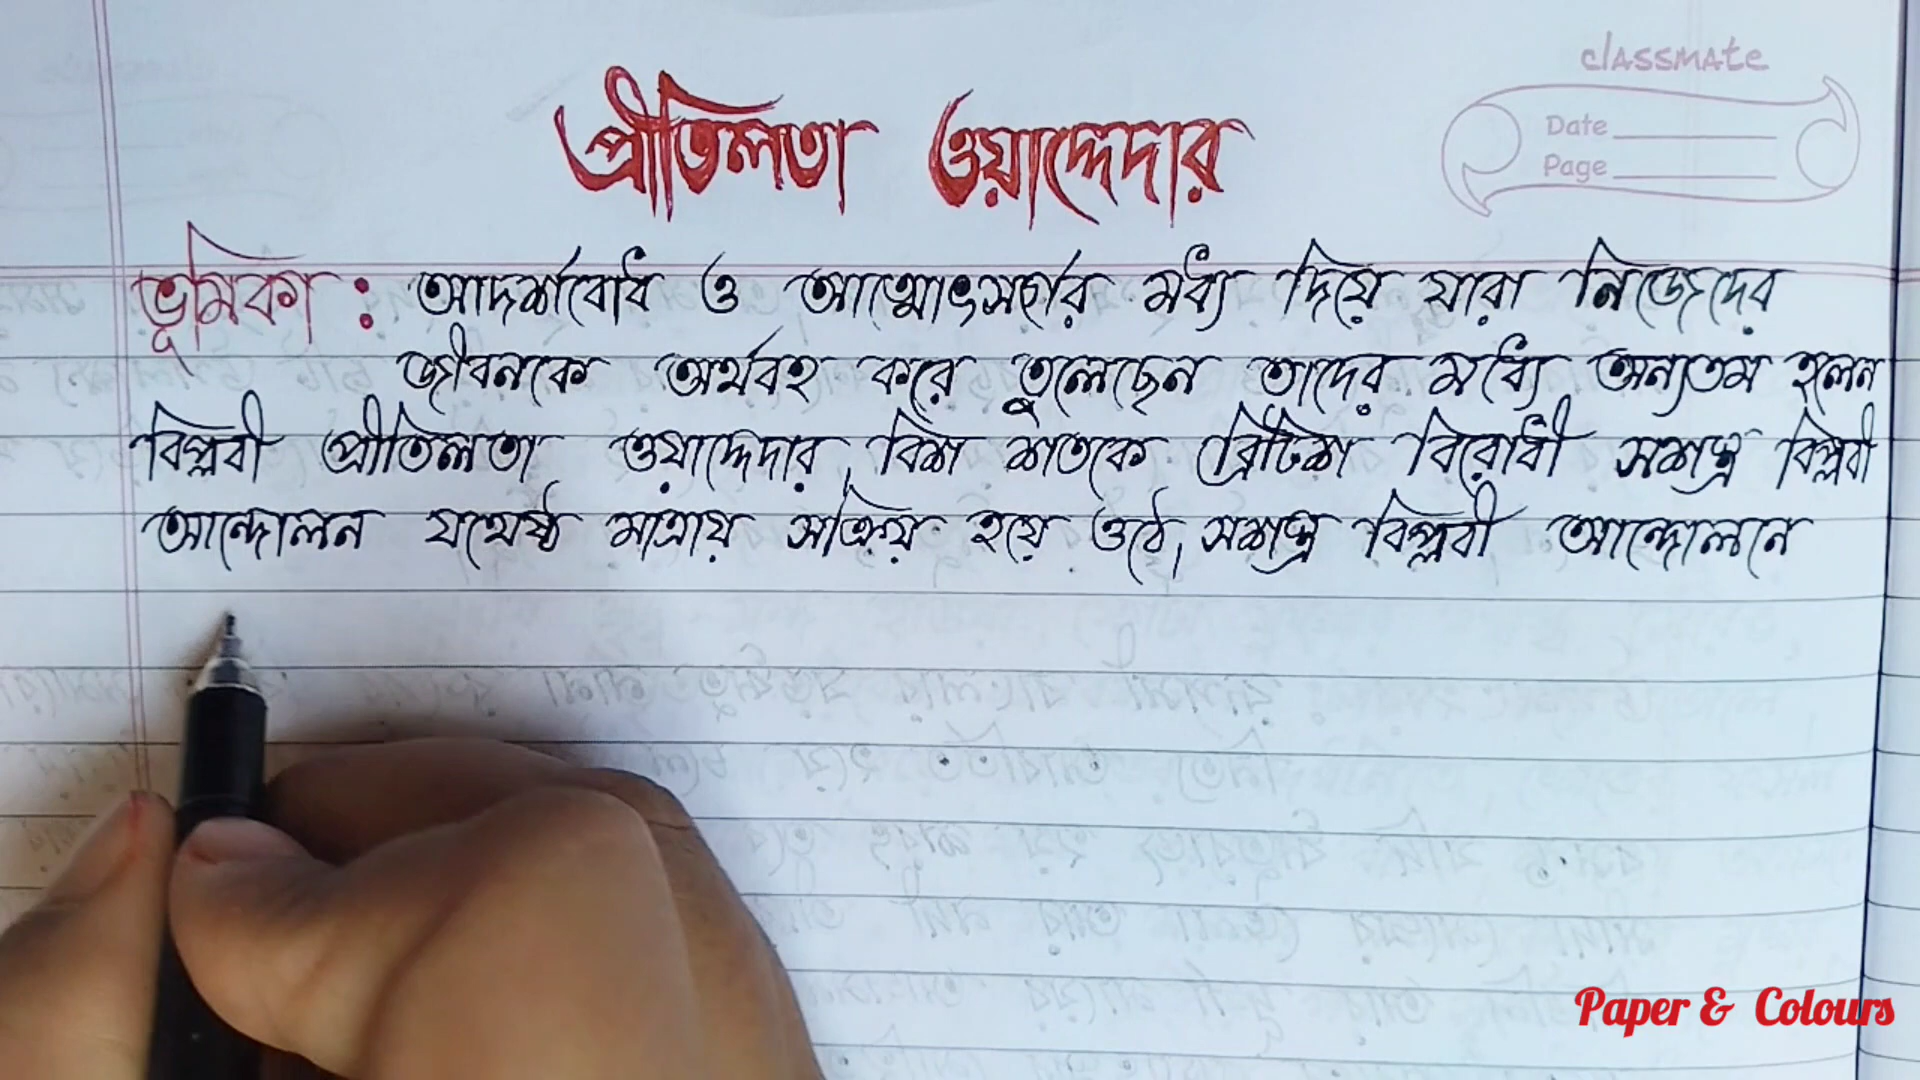 classmate
Date
Page
প্রীতিলতা ওয়াদ্দেদার
ভূমিকা : আদর্শবোধ ও আত্মোৎসর্গের মধ্য দিয়ে যারা নিজেদের
জীবনকে অর্থবহ করে তুলেছেন তাদের মধ্যে অন্যতম হলেন
বিপ্লবী প্রীতিলতা ওয়াদ্দেদার, বিশ শতকে ব্রিটিশ বিরোধী সশস্ত্র বিপ্লবী
আন্দোলন যথেষ্ঠ মাত্রায় সক্রিয় হয়ে ওঠে, সশস্ত্র বিপ্লবী আন্দোলনে
Paper & Colours